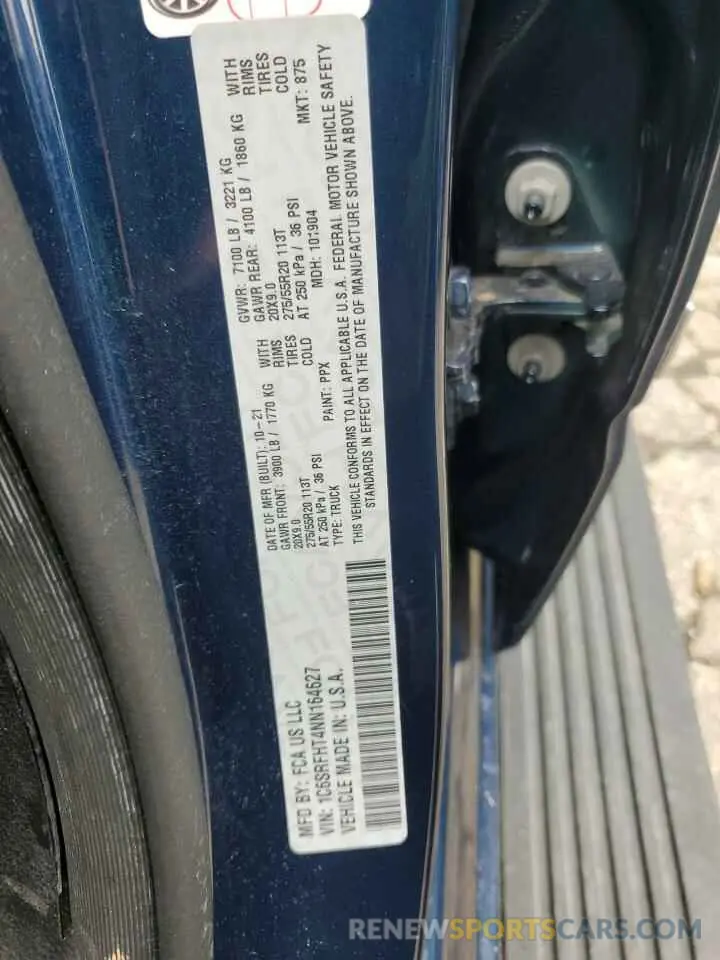 MFD BY: FCA US LLC
DATE OF MFR (BUILT): 10-21
GVWR: 7100 LB / 3221 KG
GAWR FRONT: 3900 LB / 1770 KG WITH
GAWR REAR: 4100 LB / 1860 KG WITH
20X9.0 RIMS
20X9.0 RIMS
275/55R20 113T TIRES
275/55R20 113T TIRES
AT 250 kPa / 36 PSI COLD
AT 250 kPa / 36 PSI COLD
VIN: 1C6SRFHT4NN164627
TYPE: TRUCK
PAINT: PPX
MDH: 101904
MKT: 875
VEHICLE MADE IN: U.S.A.
THIS VEHICLE CONFORMS TO ALL APPLICABLE U.S.A. FEDERAL MOTOR VEHICLE SAFETY
STANDARDS IN EFFECT ON THE DATE OF MANUFACTURE SHOWN ABOVE.
RENEWSPORTSCARS.COM